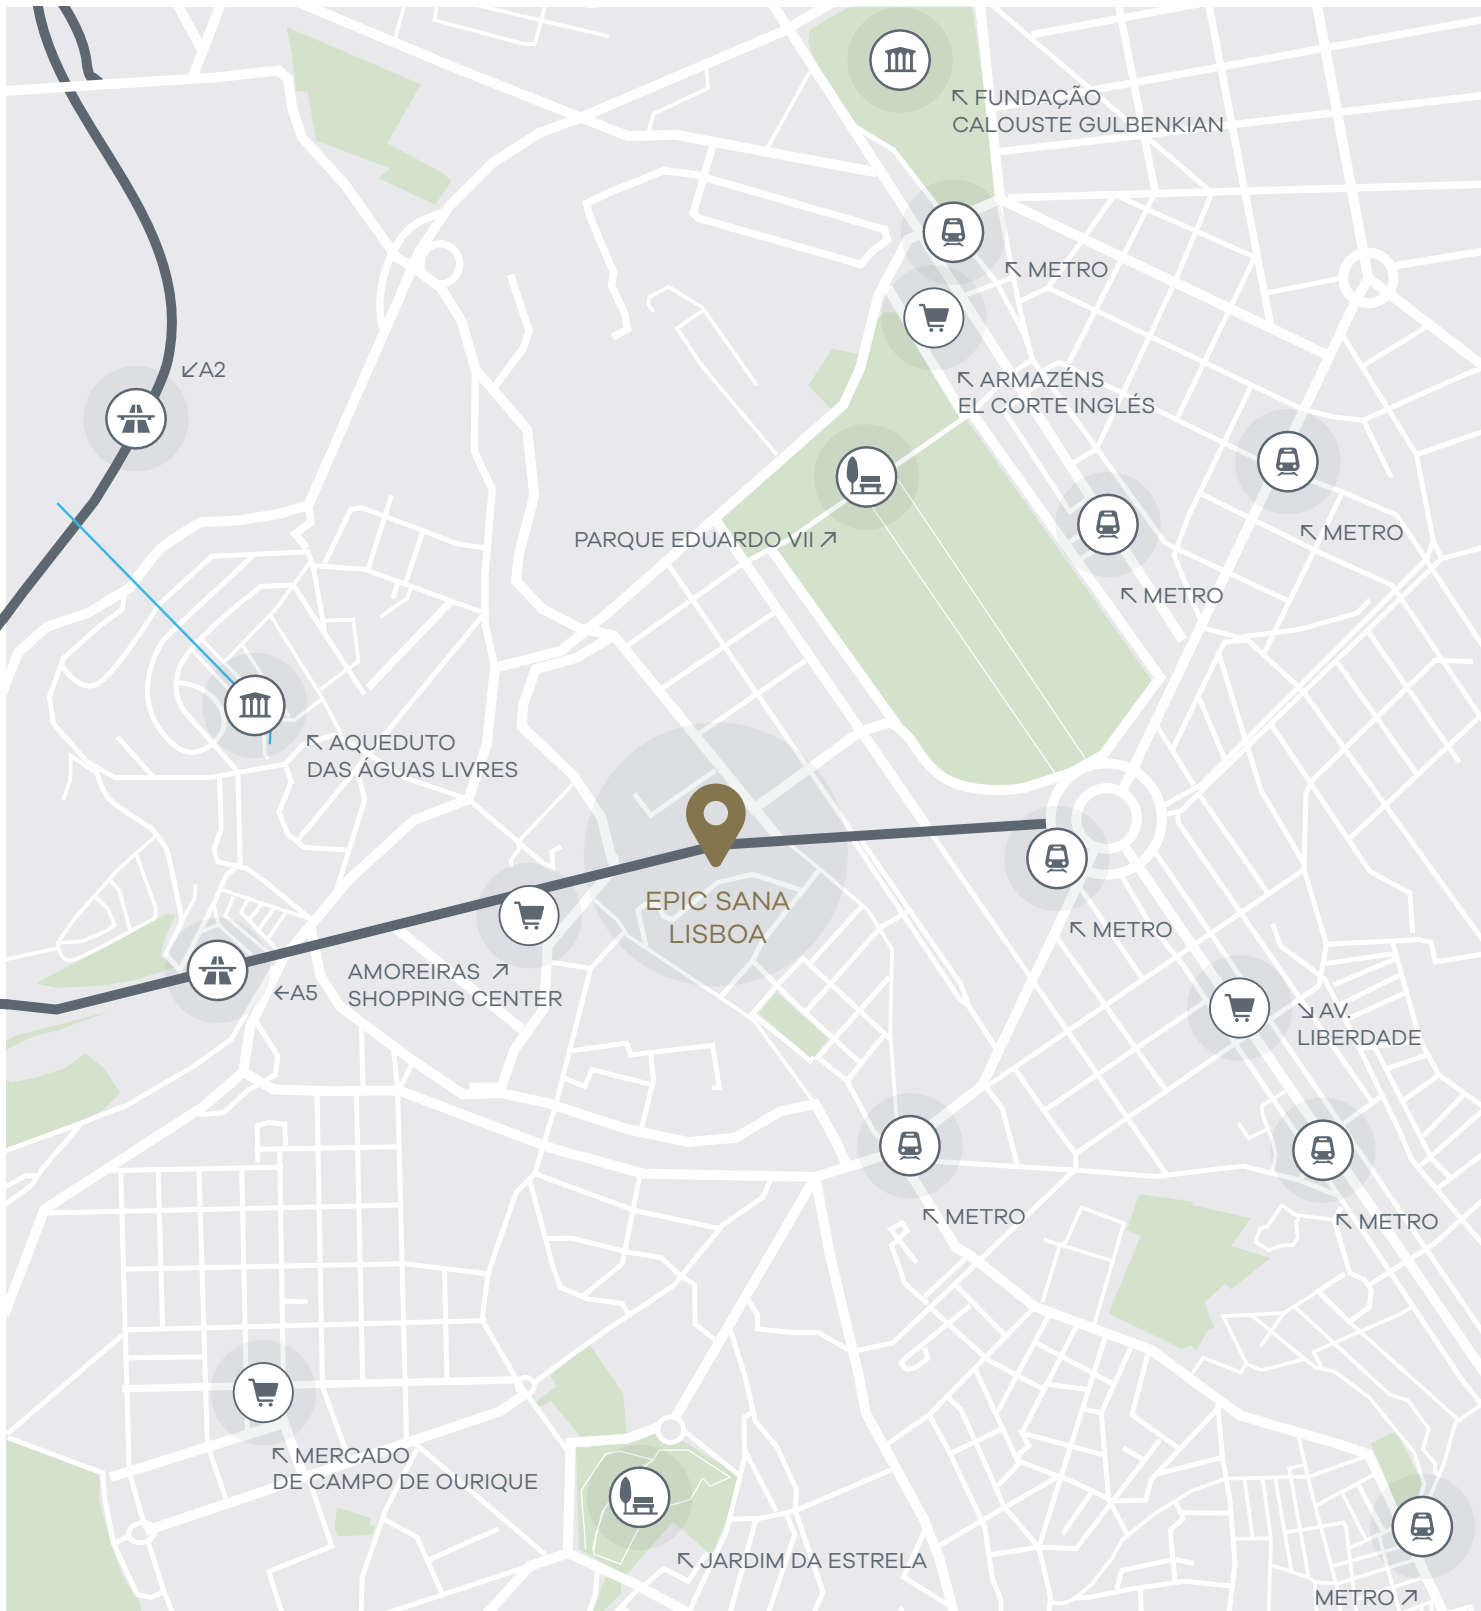 ↖ FUNDAÇÃO
CALOUSTE GULBENKIAN
↖ METRO
↙A2
↖ ARMAZÉNS
EL CORTE INGLÉS
PARQUE EDUARDO VII ↗
↖ METRO
↖ METRO
↖ AQUEDUTO
DAS ÁGUAS LIVRES
EPIC SANA
LISBOA
↖ METRO
AMOREIRAS ↗
SHOPPING CENTER
←A5
↘ AV.
LIBERDADE
↖ METRO
↖ METRO
↖ MERCADO
DE CAMPO DE OURIQUE
↖ JARDIM DA ESTRELA
METRO ↗